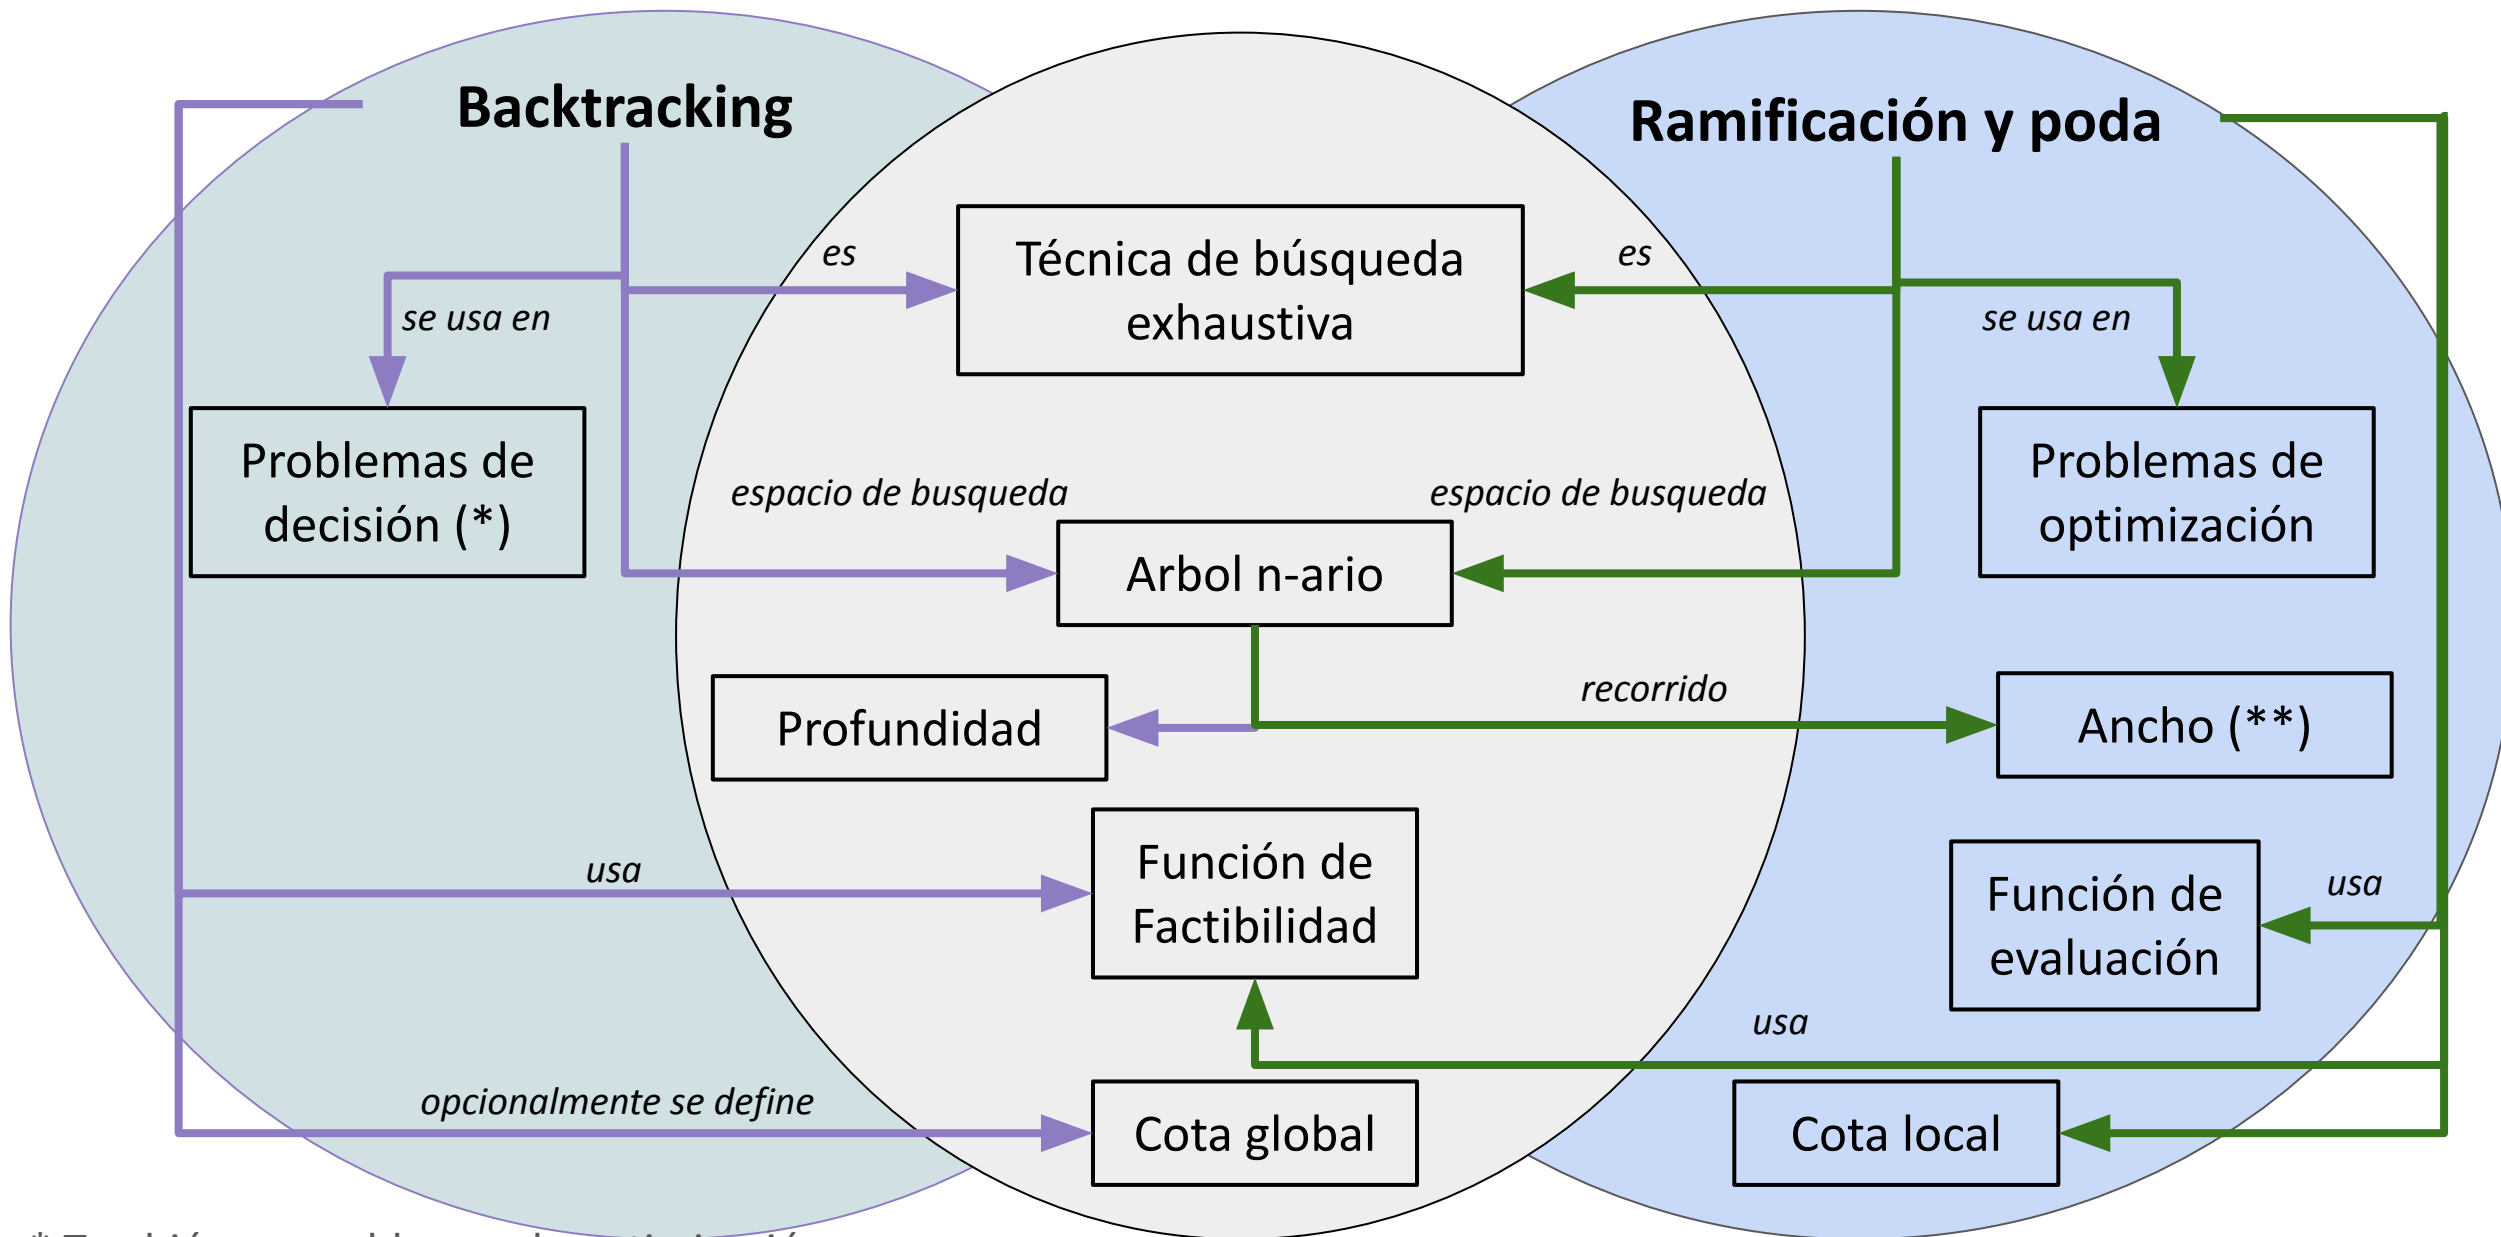 Backtracking
Ramificación y poda
es
Técnica de búsqueda
exhaustiva
es
se usa en
se usa en
Problemas de
decisión (*)
Problemas de
optimización
espacio de busqueda
espacio de busqueda
Arbol n-ario
recorrido
Profundidad
Ancho (**)
usa
Función de
Factibilidad
Función de
evaluación
usa
usa
opcionalmente se define
Cota global
Cota local